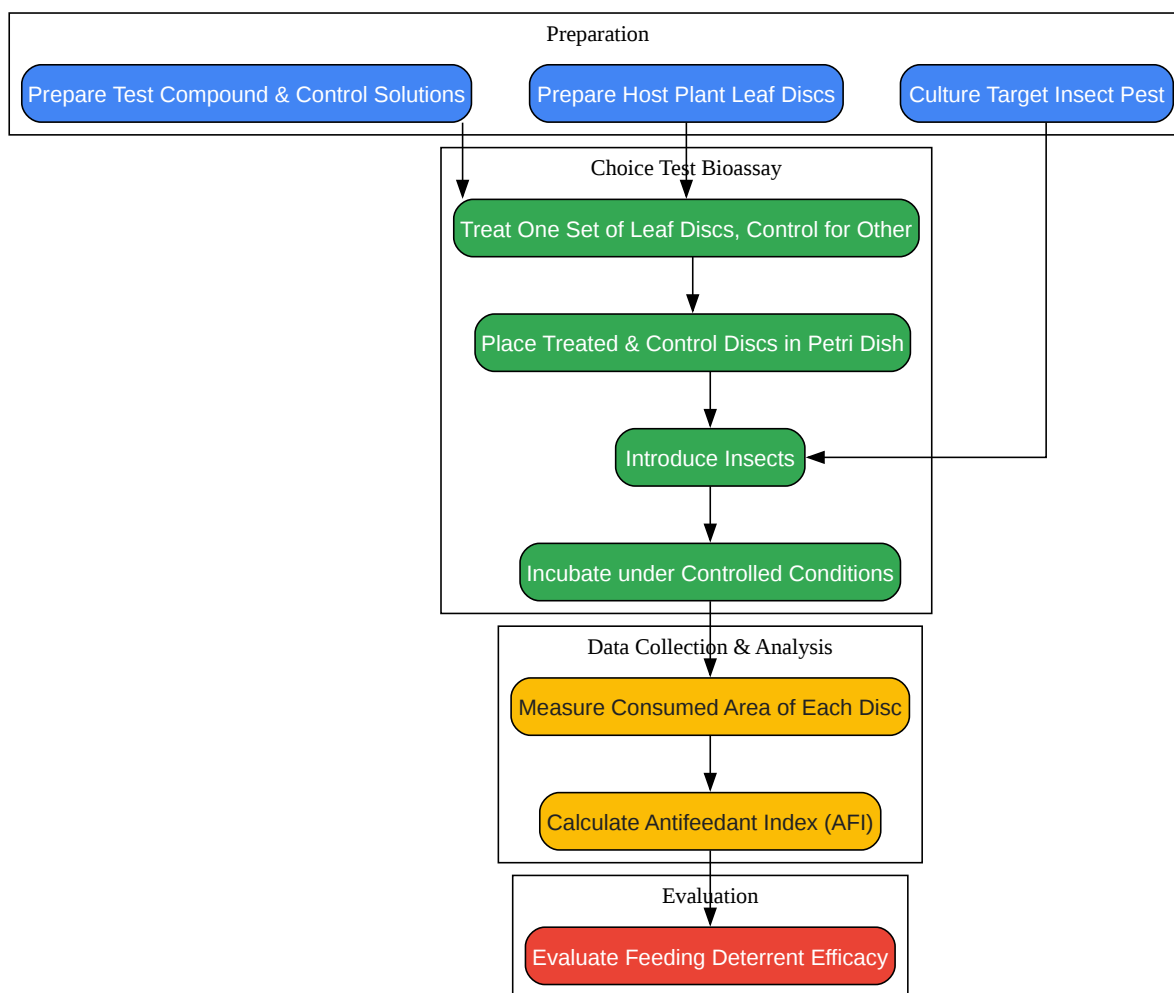 Preparation
Prepare Test Compound & Control Solutions
Prepare Host Plant Leaf Discs
Culture Target Insect Pest
Choice Test Bioassay
Treat One Set of Leaf Discs, Control for Other
Place Treated & Control Discs in Petri Dish
Introduce Insects
Incubate under Controlled Conditions
Data Collection & Analysis
Measure Consumed Area of Each Disc
Calculate Antifeedant Index (AFI)
Evaluation
Evaluate Feeding Deterrent Efficacy